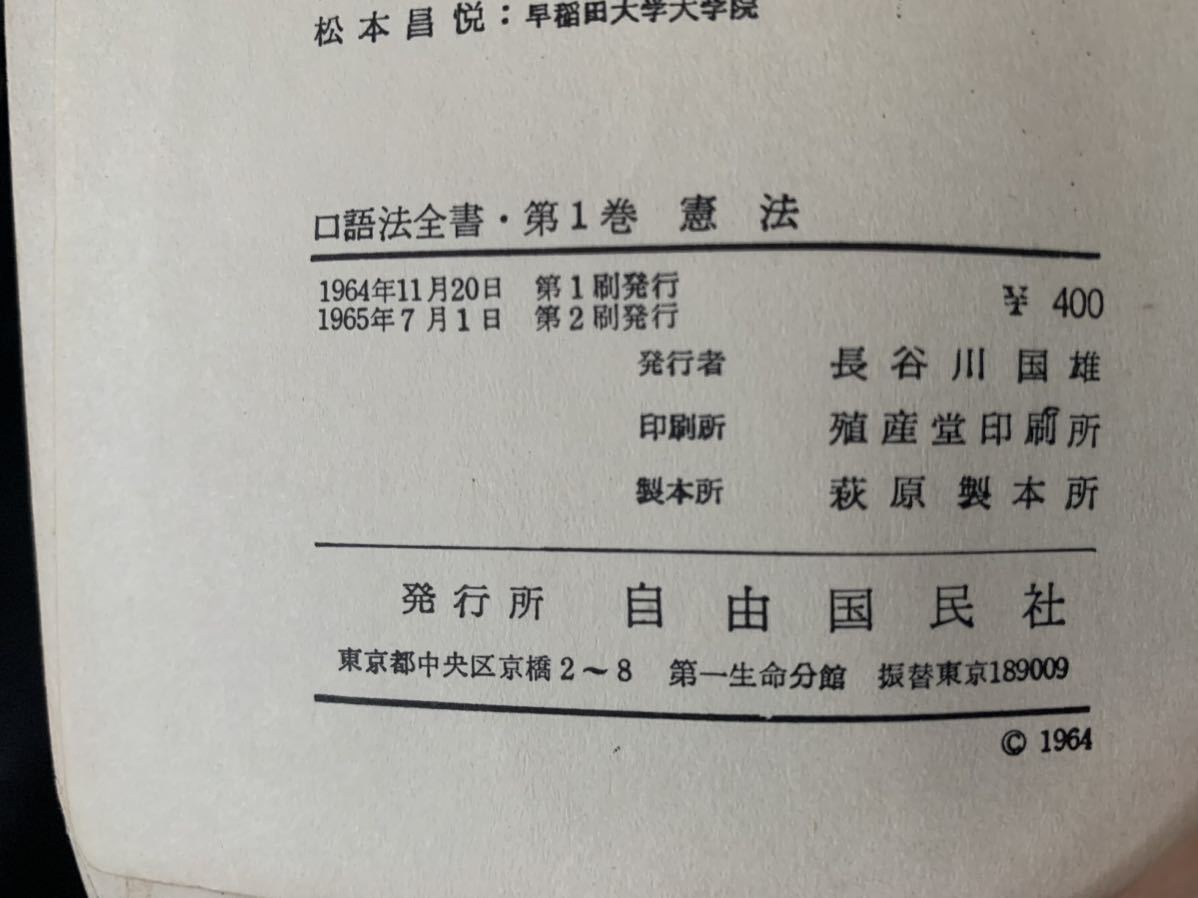 松本昌悦：早稲田大学大学院
口語法全書・第1巻 憲法
1964年11月20日 第1刷発行
1965年7月1日 第2刷発行
¥400
発行者 長谷川国雄
印刷所 殖産堂印刷所
製本所 萩原製本所
発行所 自由国民社
東京都中央区京橋2～8 第一生命分館 振替東京189009
© 1964